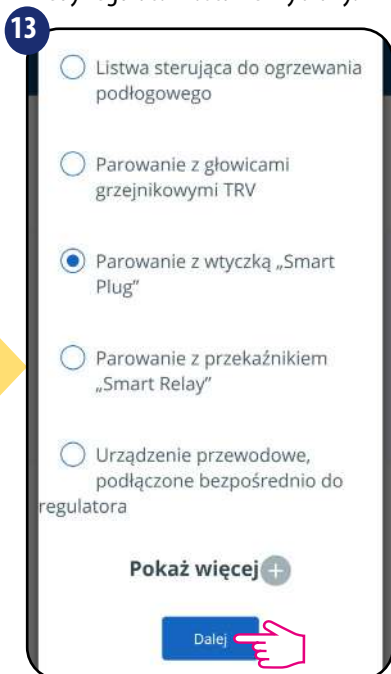 13
Listwa sterująca do ogrzewania
podłogowego
Parowanie z głowicami
grzejnikowymi TRV
Parowanie z wtyczką „Smart
Plug”
Parowanie z przekaźnikiem
„Smart Relay”
Urządzenie przewodowe,
podłączone bezpośrednio do
regulatora
Pokaż więcej
Dalej